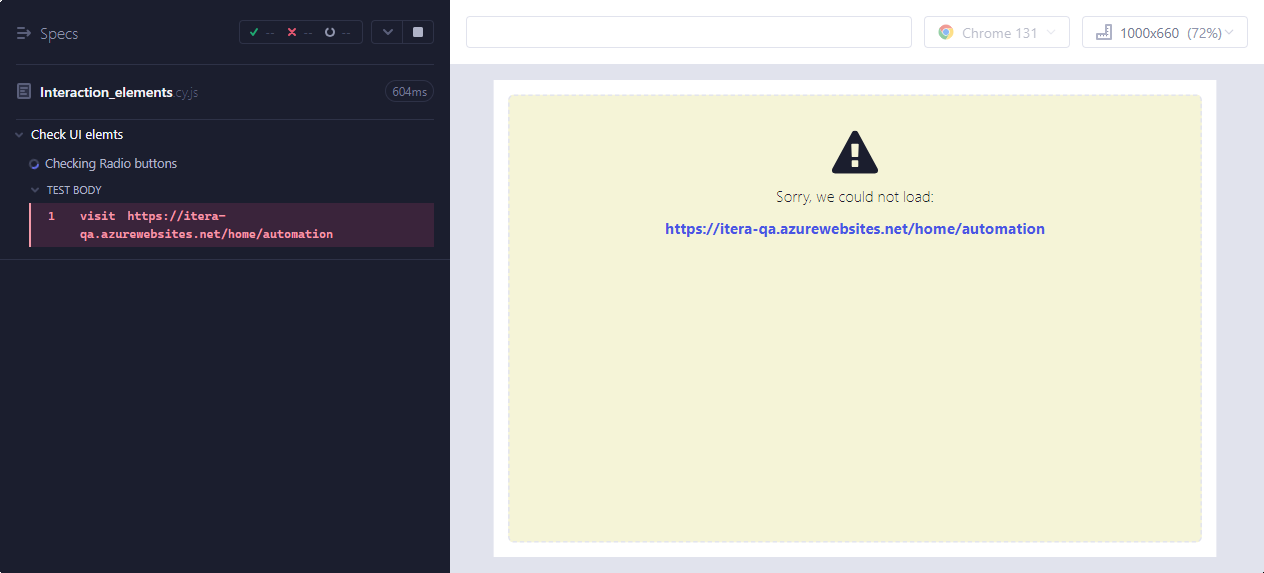 Specs
-- -- --
Chrome 131
1000x660 (72%)
Interaction_elements.cy.js
604ms
Check UI elemts
Checking Radio buttons
TEST BODY
1 visit https://itera-
qa.azurewebsites.net/home/automation
Sorry, we could not load:
https://itera-qa.azurewebsites.net/home/automation